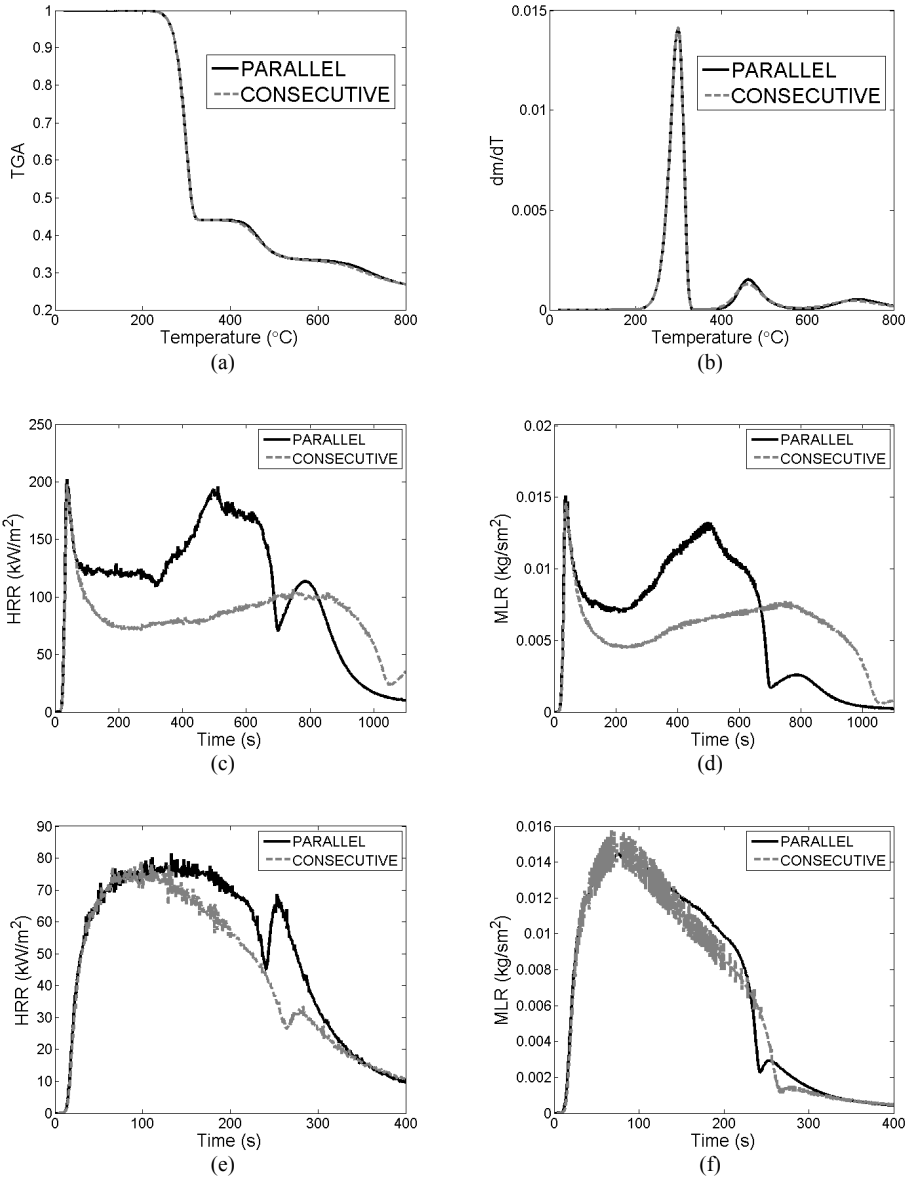 1
0.9
0.8
0.7
0.6
0.5
0.4
0.3
0.2
TGA
PARALLEL
CONSECUTIVE
0 200 400 600 800
Temperature (°C)
(a)
0.015
0.01
0.005
0
dm/dT
PARALLEL
CONSECUTIVE
0 200 400 600 800
Temperature (°C)
(b)
250
200
150
100
50
0
HRR (kW/m²)
PARALLEL
CONSECUTIVE
0 200 400 600 800 1000
Time (s)
(c)
0.02
0.015
0.01
0.005
0
MLR (kg/sm²)
PARALLEL
CONSECUTIVE
0 200 400 600 800 1000
Time (s)
(d)
90
80
70
60
50
40
30
20
10
0
HRR (kW/m²)
PARALLEL
CONSECUTIVE
0 100 200 300 400
Time (s)
(e)
0.016
0.014
0.012
0.01
0.008
0.006
0.004
0.002
0
MLR (kg/sm²)
PARALLEL
CONSECUTIVE
0 100 200 300 400
Time (s)
(f)